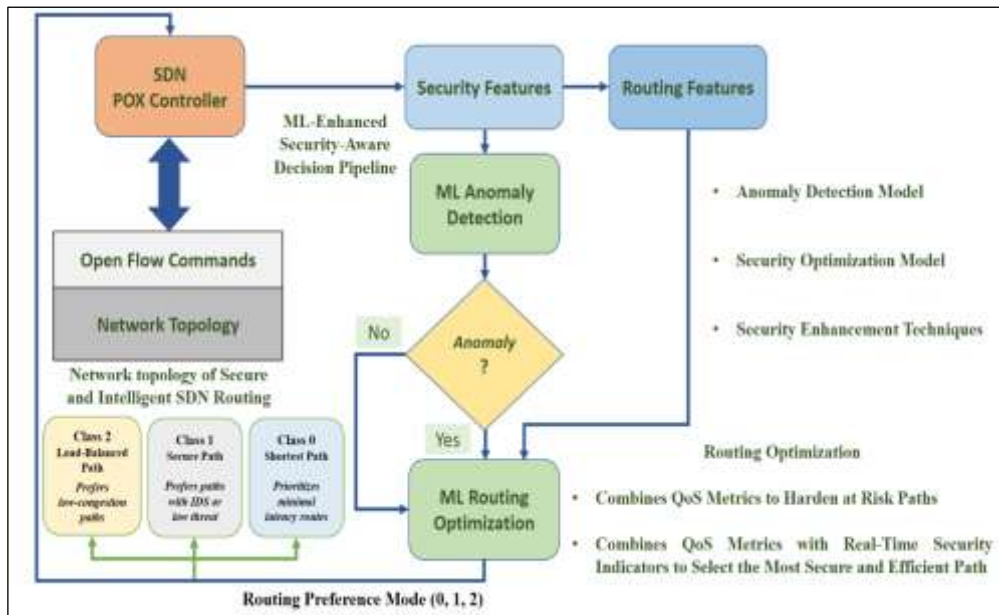 SDN
POX Controller
Security Features
Routing Features
ML-Enhanced
Security-Aware
Decision Pipeline
ML Anomaly
Detection
• Anomaly Detection Model
• Security Optimization Model
• Security Enhancement Techniques
Open Flow Commands
Network Topology
Network topology of Secure
and Intelligent SDN Routing
No
Anomaly
?
Yes
Class 2
Load-Balanced
Path
Prefers
low-congestion
paths
Class 1
Secure Path
Prefers paths
with IDS or
low threat
Class 0
Shortest Path
Prioritizes
minimal
latency routes
ML Routing
Optimization
Routing Optimization
• Combines QoS Metrics to Harden at Risk Paths
• Combines QoS Metrics with Real-Time Security
Indicators to Select the Most Secure and Efficient Path
Routing Preference Mode (0, 1, 2)